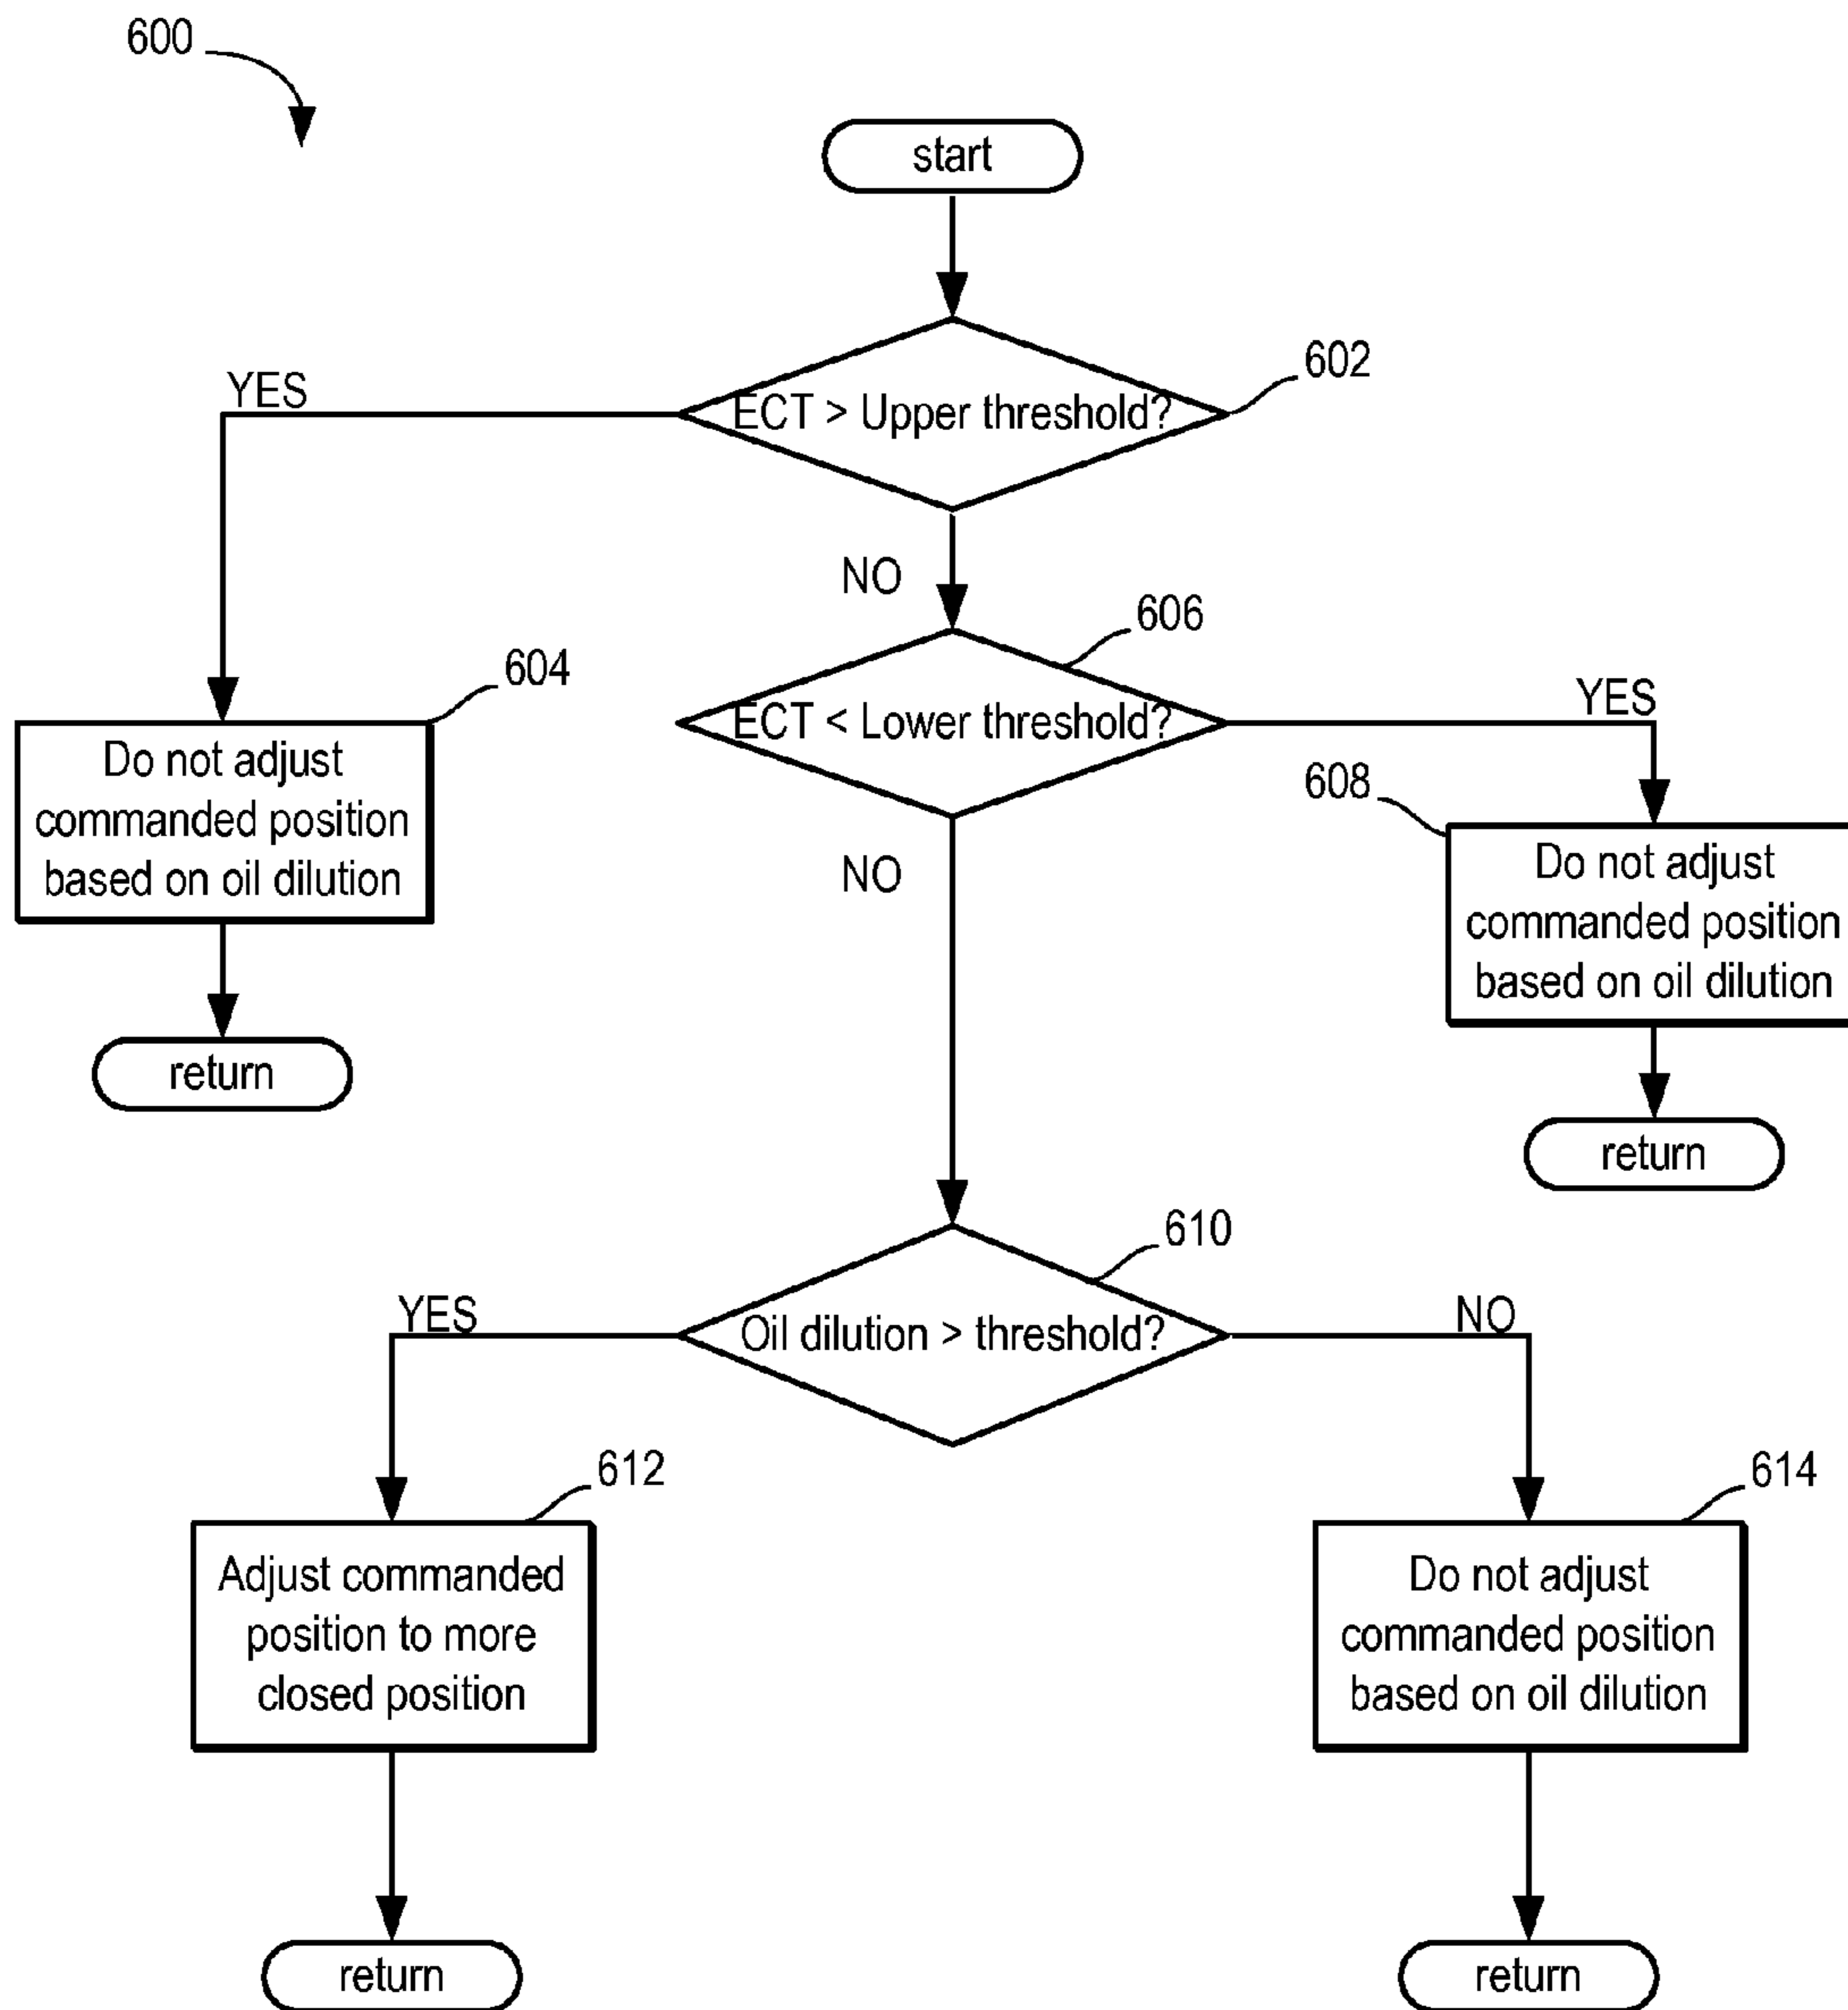 600
start
602
YES
ECT > Upper threshold?
NO
606
604
ECT < Lower threshold?
YES
Do not adjust
commanded position
based on oil dilution
608
Do not adjust
commanded position
based on oil dilution
NO
return
return
610
YES
Oil dilution > threshold?
NO
612
Adjust commanded
position to more
closed position
614
Do not adjust
commanded position
based on oil dilution
return
return